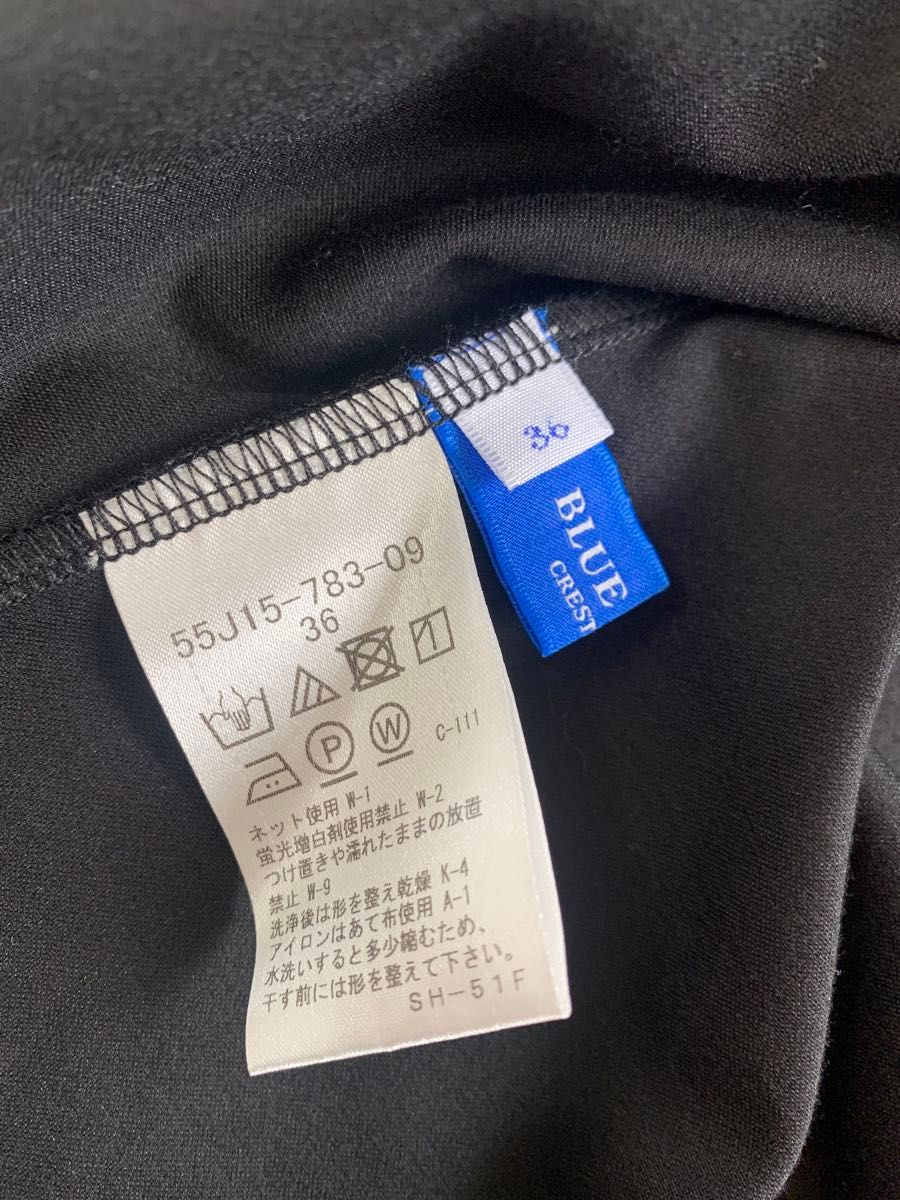 36
BLUE
CREST
55J15-783-09
36
P
W
C-111
ネット使用 W-1
蛍光増白剤使用禁止 W-2
つけ置きや濡れたままの放置
禁止 W-9
洗浄後は形を整え乾燥 K-4
アイロンはあて布使用 A-1
水洗いすると多少縮むため、
干す前には形を整えて下さい。
SH-51F